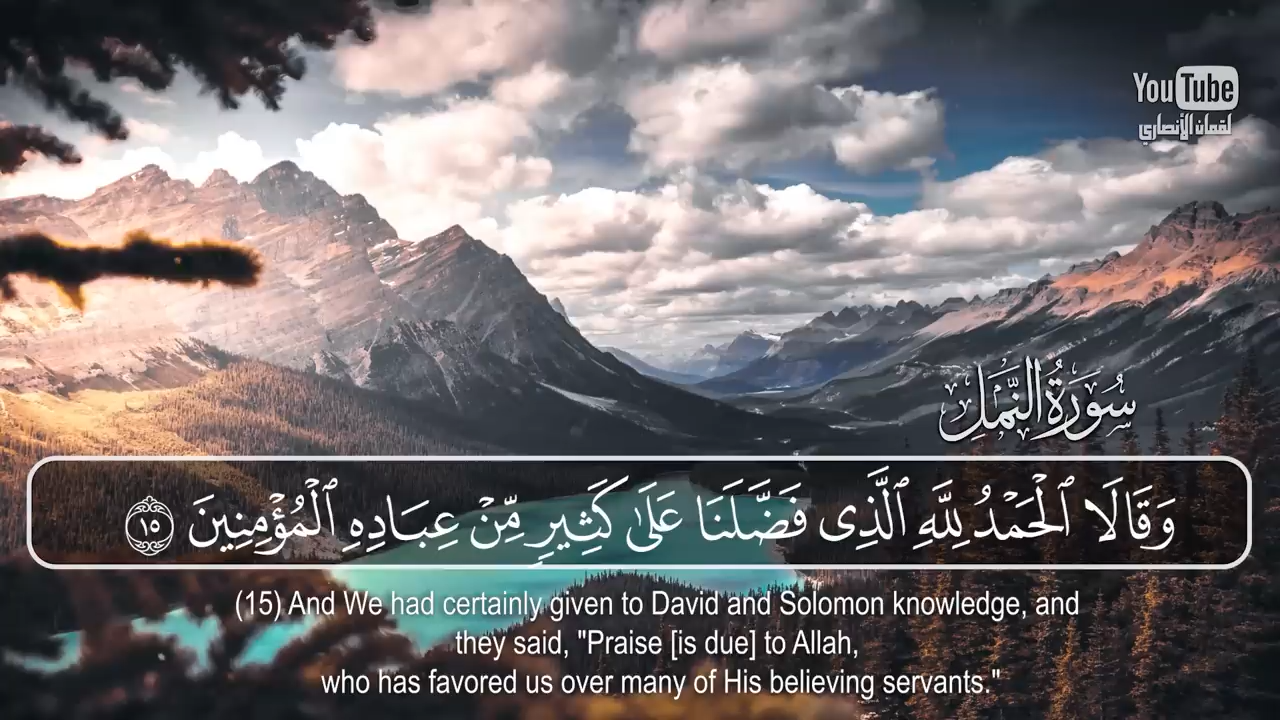 YouTube
لقمان الأنصاري
سُورَةُ النَّمْلِ
وَقَالَا ٱلْحَمْدُ لِلَّهِ ٱلَّذِى فَضَّلَنَا عَلَىٰ كَثِيرٍ مِّنْ عِبَادِهِ ٱلْمُؤْمِنِينَ ١٥
(15) And We had certainly given to David and Solomon knowledge, and
they said, "Praise [is due] to Allah,
who has favored us over many of His believing servants."